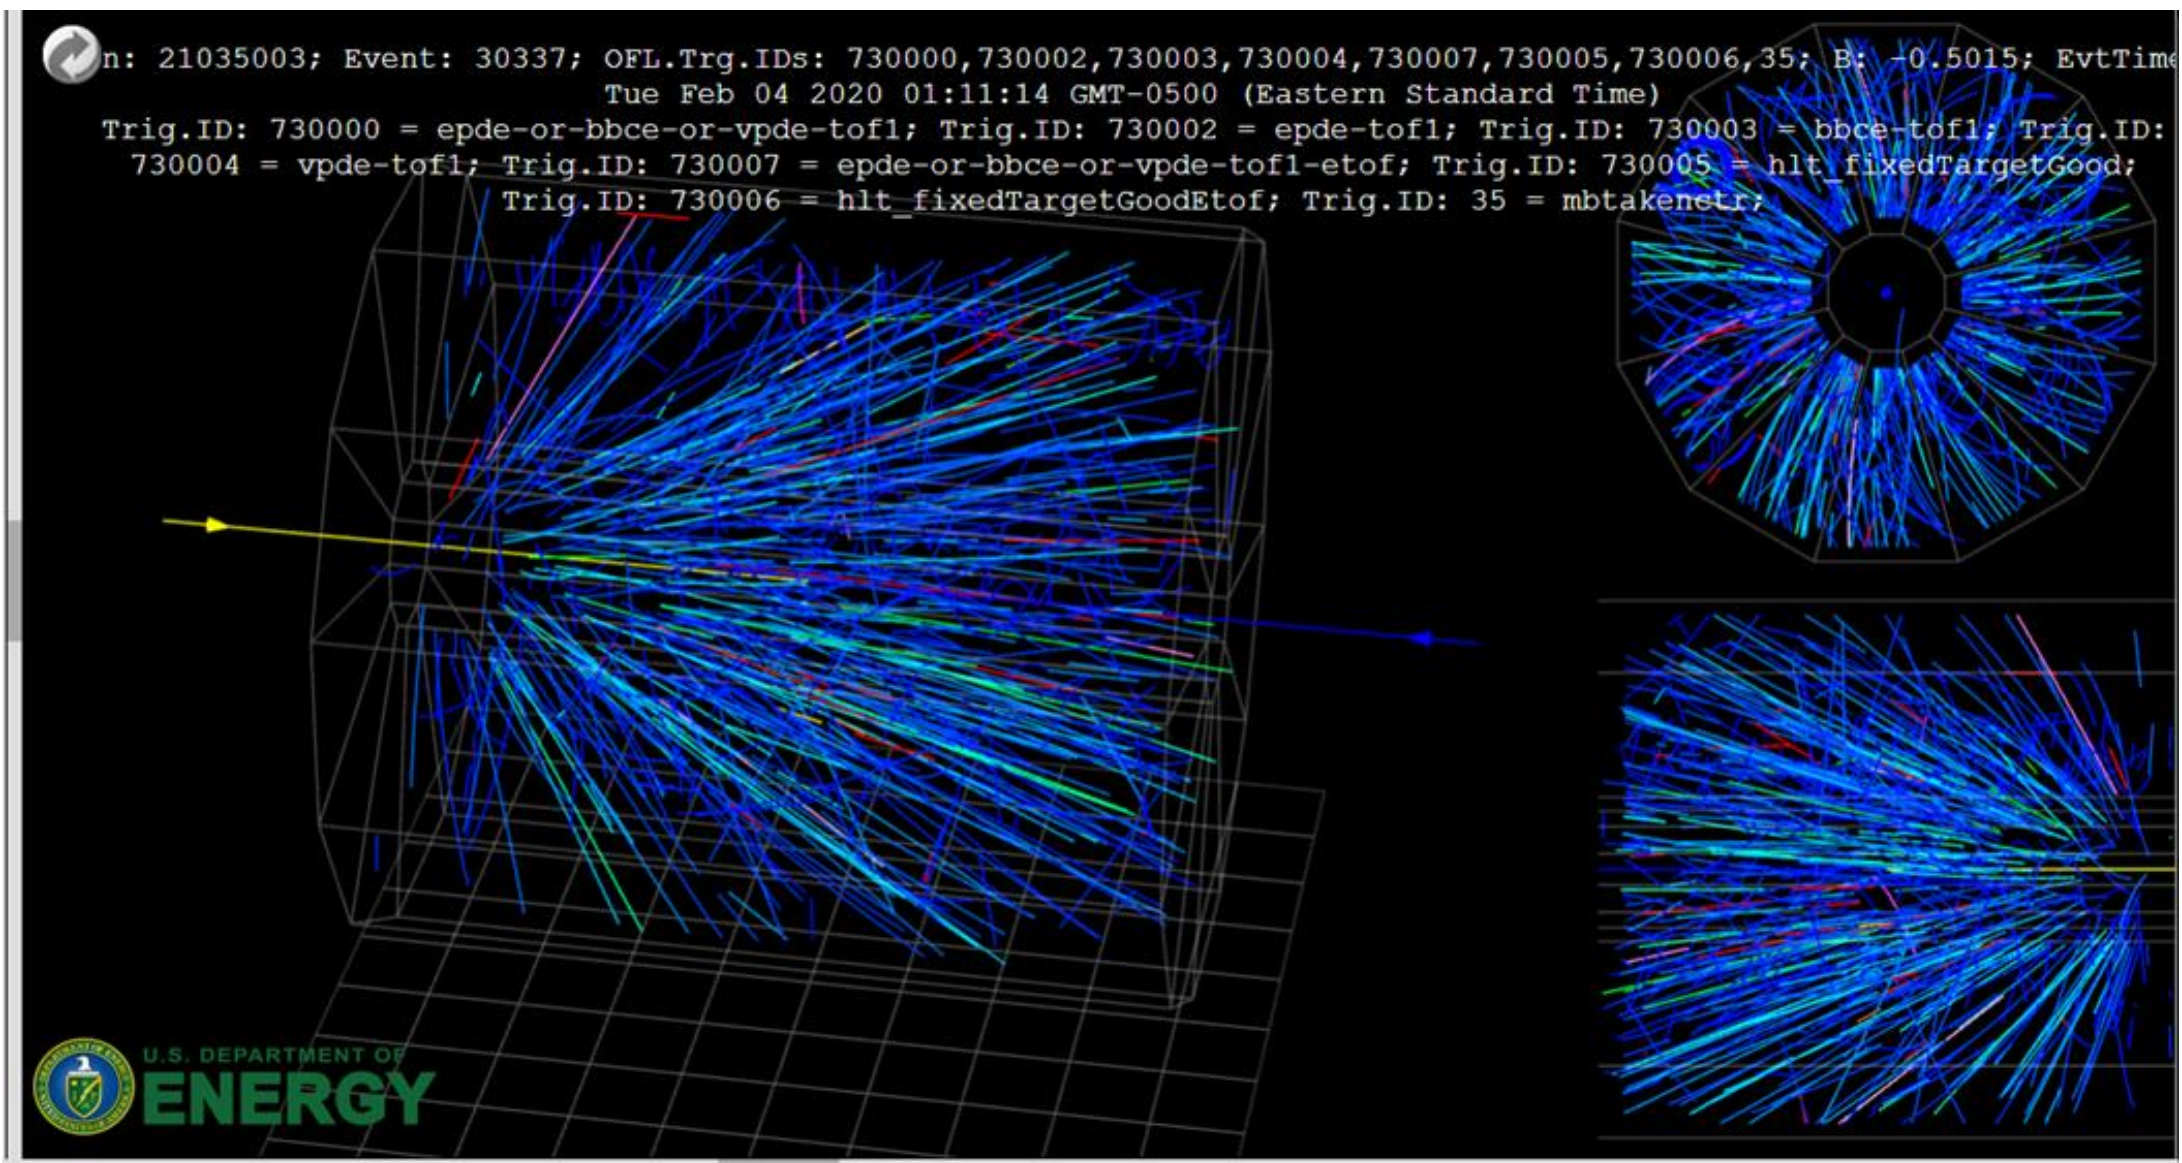 n: 21035003; Event: 30337; OFL.Trg.IDs: 730000,730002,730003,730004,730007,730005,730006,35; B: -0.5015; EvtTime
Tue Feb 04 2020 01:11:14 GMT-0500 (Eastern Standard Time)
Trig.ID: 730000 = epde-or-bbce-or-vpde-tof1; Trig.ID: 730002 = epde-tof1; Trig.ID: 730003 = bbce-tof1; Trig.ID:
730004 = vpde-tof1; Trig.ID: 730007 = epde-or-bbce-or-vpde-tof1-etof; Trig.ID: 730005 = hlt_fixedTargetGood;
Trig.ID: 730006 = hlt_fixedTargetGoodEtof; Trig.ID: 35 = mbtakenctr;
U.S. DEPARTMENT OF
ENERGY